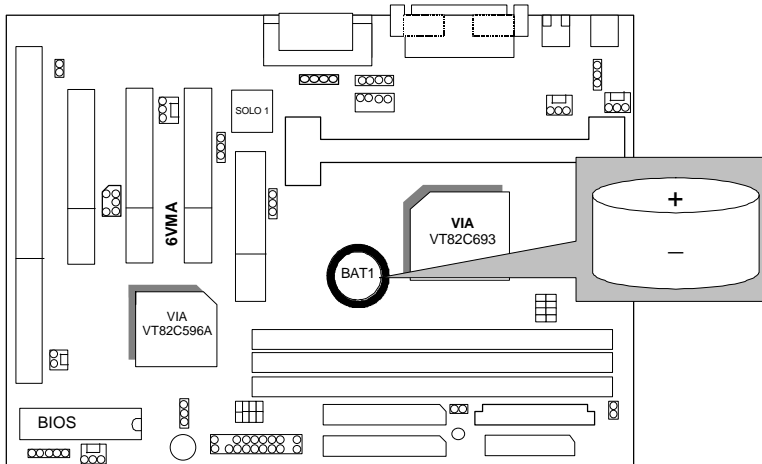 SOLO 1
6VMA
VIA
VT82C693
+
BAT1
–
VIA
VT82C596A
BIOS